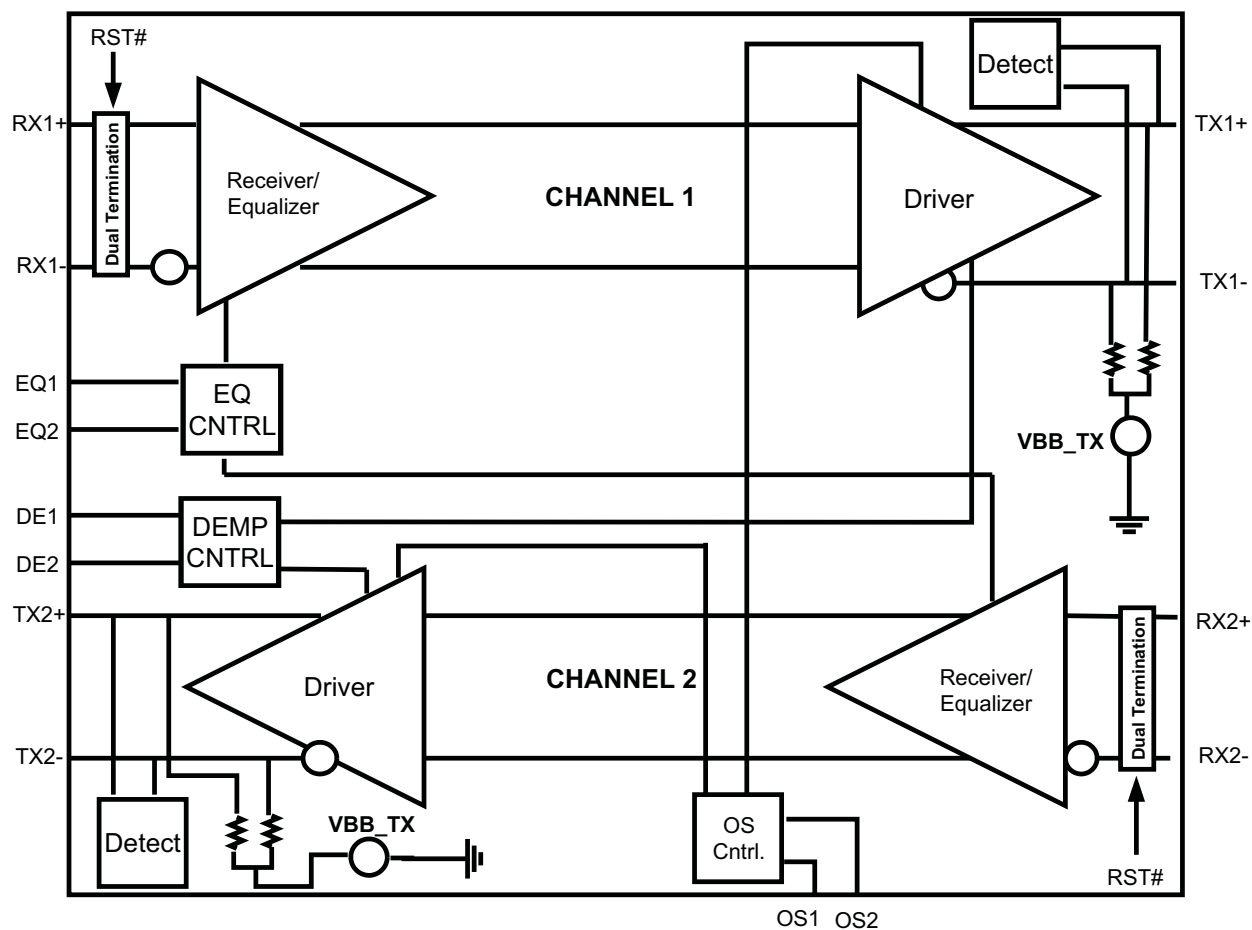 RST#
Detect
RX1+
TX1+
Dual Termination
Receiver/
Equalizer
CHANNEL 1
Driver
RX1-
TX1-
EQ1
EQ
CNTRL
EQ2
VBB_TX
DE1
DEMP
CNTRL
DE2
TX2+
RX2+
Driver
CHANNEL 2
Receiver/
Equalizer
Dual Termination
TX2-
RX2-
Detect
VBB_TX
OS
Cntrl.
RST#
OS1
OS2